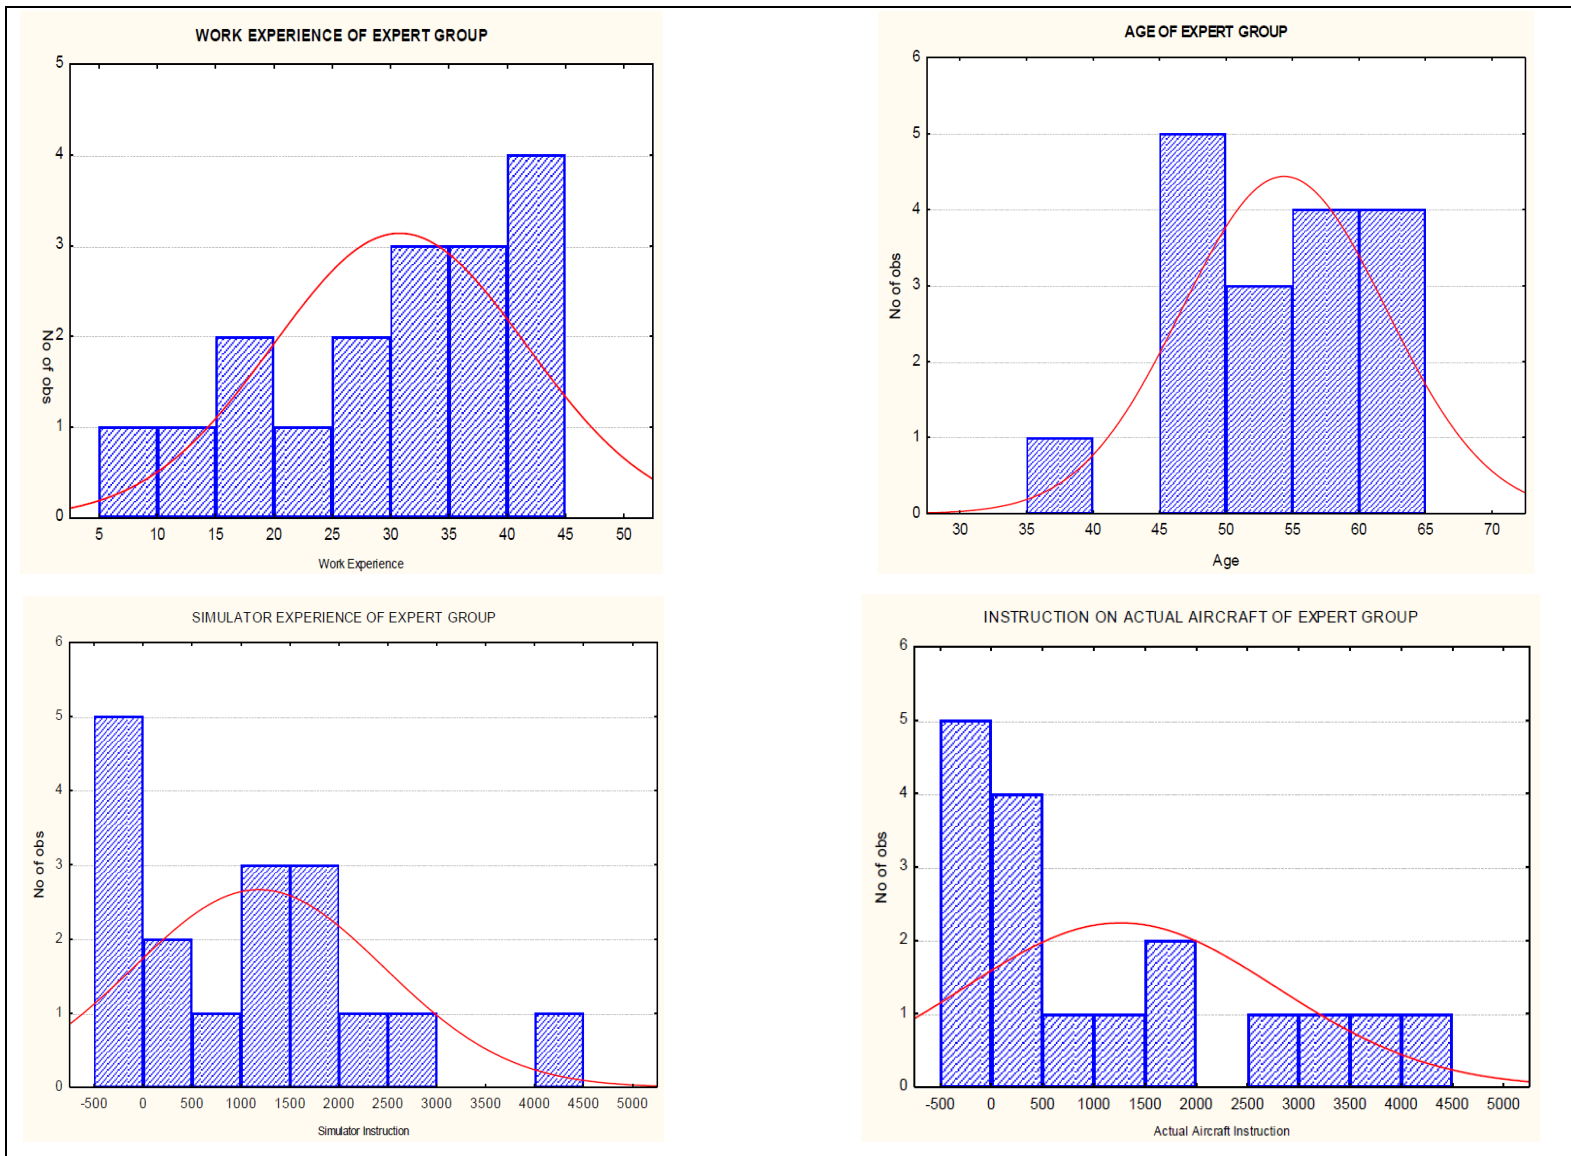 WORK EXPERIENCE OF EXPERT GROUP
5
4
3
2
1
0
No of obs
5 10 15 20 25 30 35 40 45 50
Work Experience
AGE OF EXPERT GROUP
6
5
4
3
2
1
0
No of obs
30 35 40 45 50 55 60 65 70
Age
SIMULATOR EXPERIENCE OF EXPERT GROUP
6
5
4
3
2
1
0
No of obs
-500 0 500 1000 1500 2000 2500 3000 3500 4000 4500 5000
Simulator Instruction
INSTRUCTION ON ACTUAL AIRCRAFT OF EXPERT GROUP
6
5
4
3
2
1
0
No of obs
-500 0 500 1000 1500 2000 2500 3000 3500 4000 4500 5000
Actual Aircraft Instruction